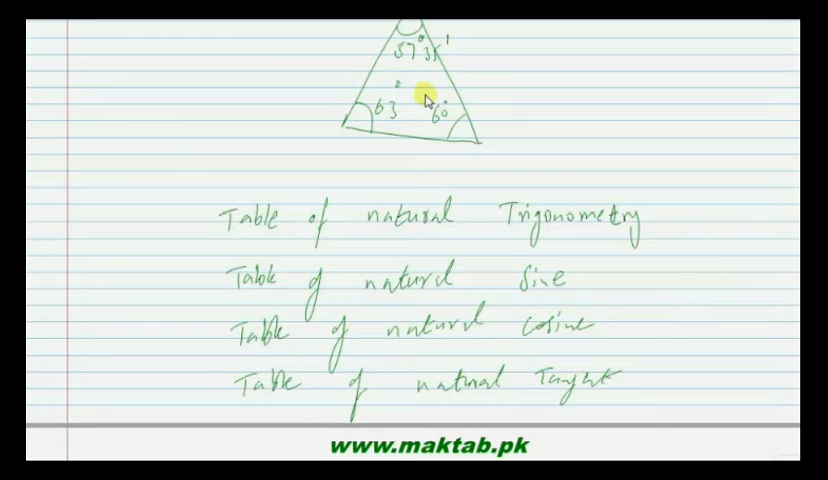 57° 35'
63° 60°
Table of natural Trigonometry
Table of natural Sine
Table of natural cosine
Table of natural Tangent
www.maktab.pk